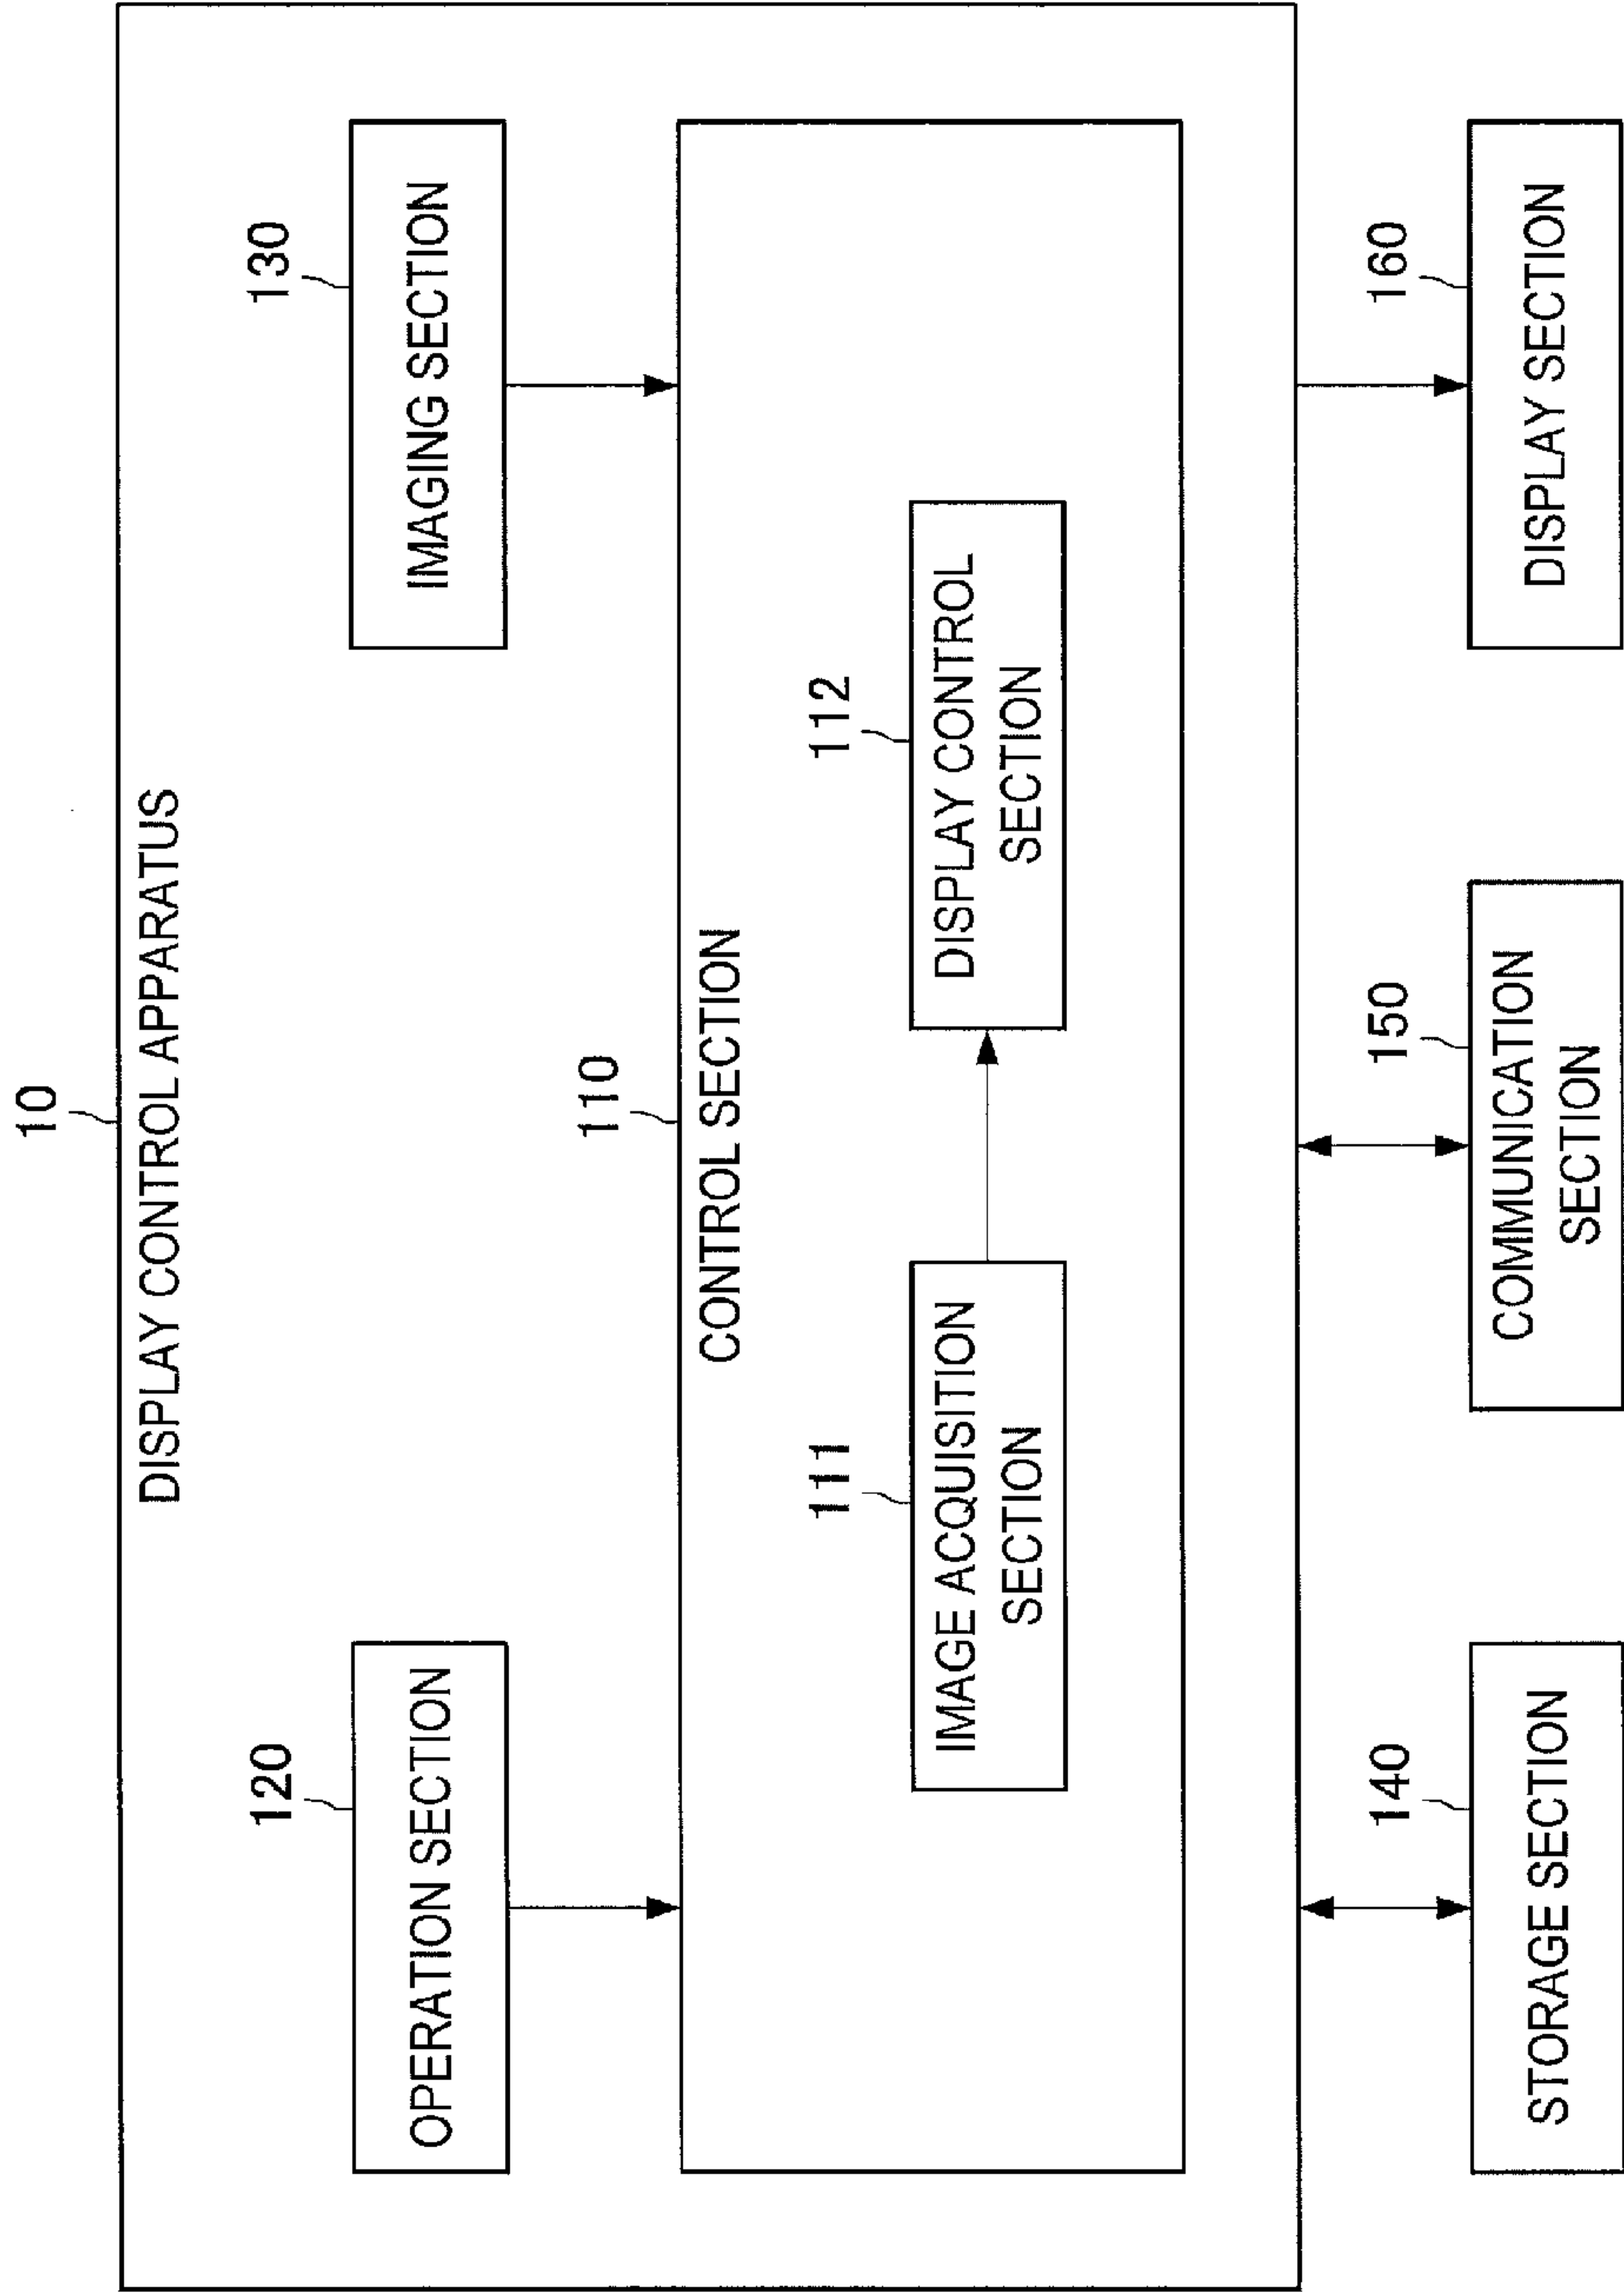 10
DISPLAY CONTROL APPARATUS
120
OPERATION SECTION
130
IMAGING SECTION
110
CONTROL SECTION
111
IMAGE ACQUISITION
SECTION
112
DISPLAY CONTROL
SECTION
140
STORAGE SECTION
150
COMMUNICATION
SECTION
160
DISPLAY SECTION